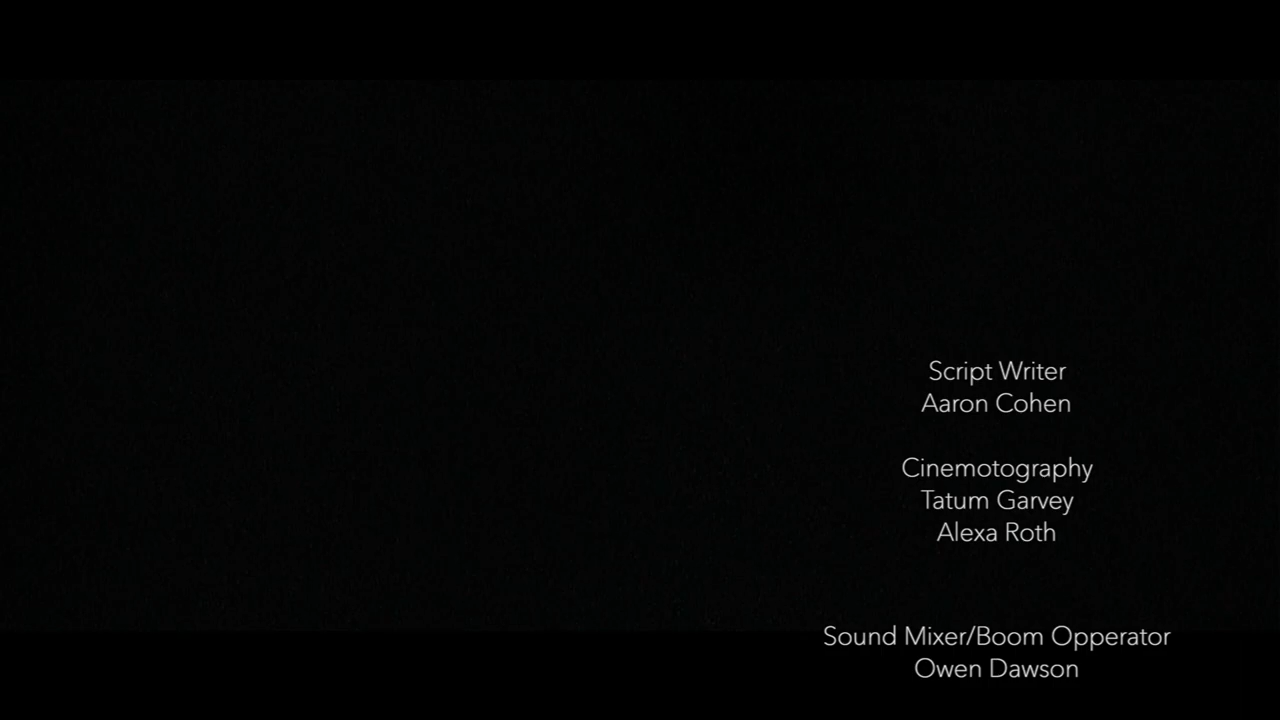 Script Writer
Aaron Cohen
Cinemotography
Tatum Garvey
Alexa Roth
Sound Mixer/Boom Opperator
Owen Dawson